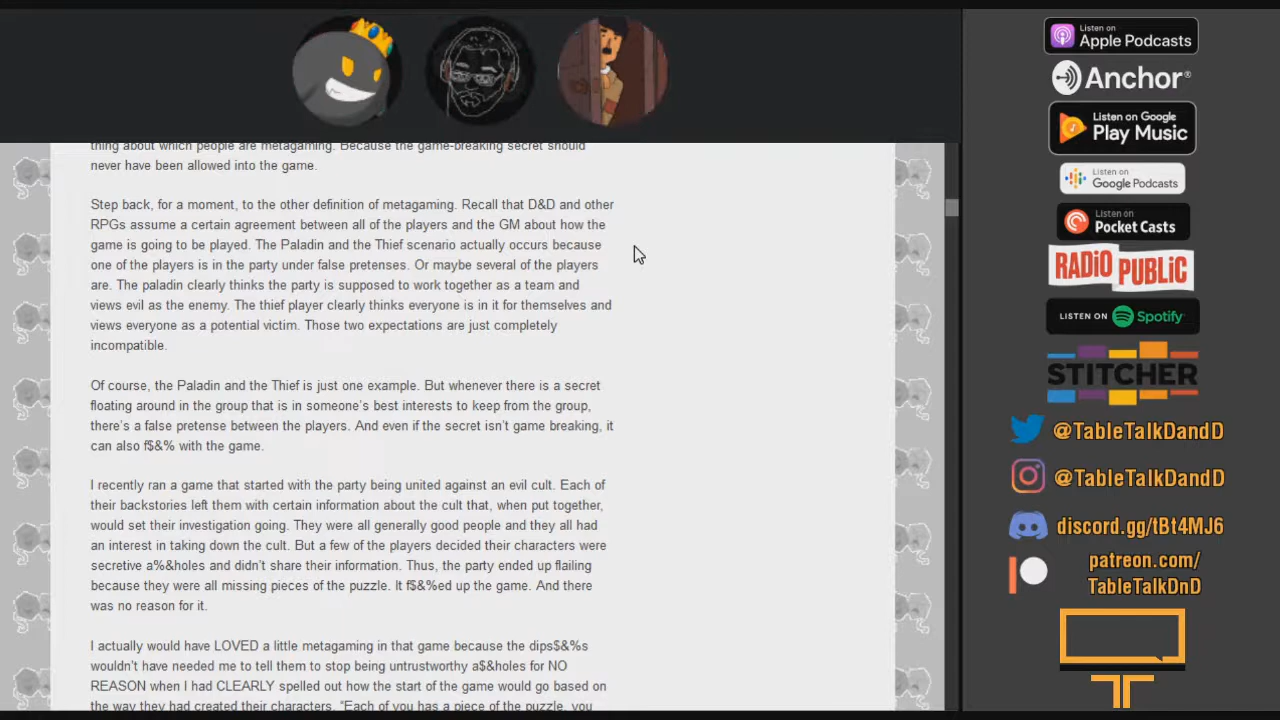 thing about which people are metagaming. Because the game-breaking secret should
never have been allowed into the game.
Step back, for a moment, to the other definition of metagaming. Recall that D&D and other
RPGs assume a certain agreement between all of the players and the GM about how the
game is going to be played. The Paladin and the Thief scenario actually occurs because
one of the players is in the party under false pretenses. Or maybe several of the players
are. The paladin clearly thinks the party is supposed to work together as a team and
views evil as the enemy. The thief player clearly thinks everyone is in it for themselves and
views everyone as a potential victim. Those two expectations are just completely
incompatible.
Of course, the Paladin and the Thief is just one example. But whenever there is a secret
floating around in the group that is in someone's best interests to keep from the group,
there's a false pretense between the players. And even if the secret isn't game breaking, it
can also f$&% with the game.
I recently ran a game that started with the party being united against an evil cult. Each of
their backstories left them with certain information about the cult that, when put together,
would set their investigation going. They were all generally good people and they all had
an interest in taking down the cult. But a few of the players decided their characters were
secretive a%&holes and didn't share their information. Thus, the party ended up flailing
because they were all missing pieces of the puzzle. It f$&%ed up the game. And there
was no reason for it.
I actually would have LOVED a little metagaming in that game because the dips$&%s
wouldn't have needed me to tell them to stop being untrustworthy a$&holes for NO
REASON when I had CLEARLY spelled out how the start of the game would go based on
the way they had created their characters. "Each of you has a piece of the puzzle, you
Listen on
Apple Podcasts
Anchor®
Listen on Google
Play Music
Listen on
Google Podcasts
Listen on
Pocket Casts
RADiO PUBLiC
LISTEN ON Spotify
STITCHER
@TableTalkDandD
@TableTalkDandD
discord.gg/tBt4MJ6
patreon.com/
TableTalkDnD